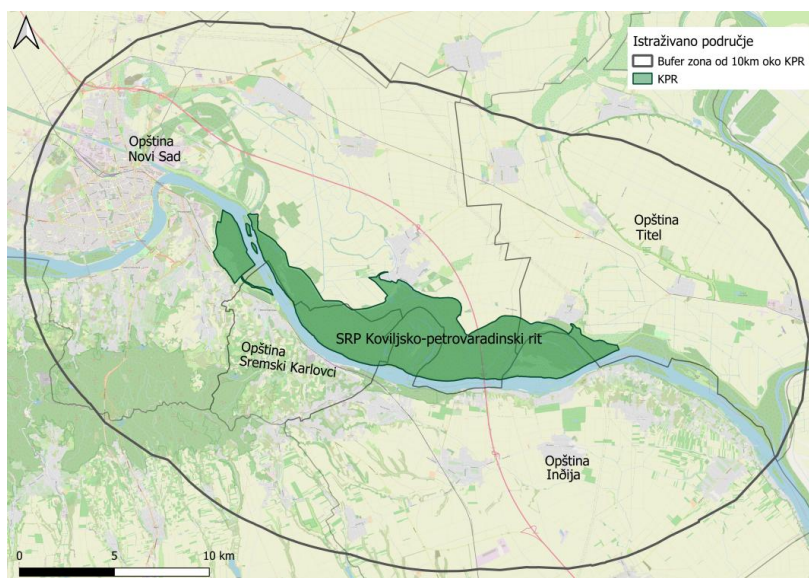 Istraživano područje
Bufer zona od 10km oko KPR
KPR
Opština
Novi Sad
Opština
Titel
SRP Koviljsko-petrovaradinski rit
Opština
Sremski Karlovci
Opština
Inđija
0
5
10 km